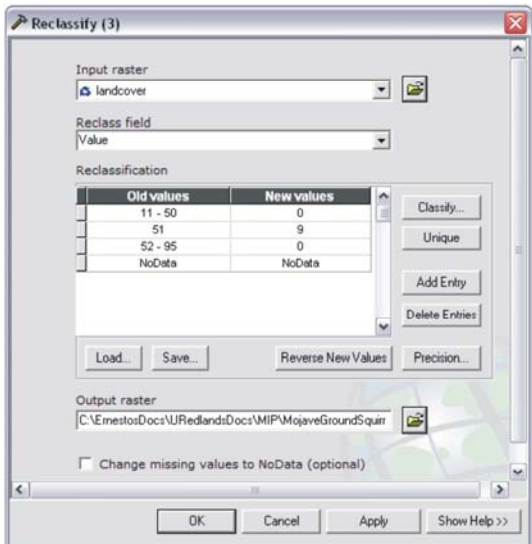 Reclassify (3)
Input raster
landcover
Reclass field
Value
Reclassification
Old values New values
11 - 50 0
51 9
52 - 95 0
NoData NoData
Classify...
Unique
Add Entry
Delete Entries
Load... Save... Reverse New Values Precision...
Output raster
C:\ErnestosDocs\URedlandsDocs\MIP\MojaveGroundSquirr
Change missing values to NoData (optional)
OK Cancel Apply Show Help >>